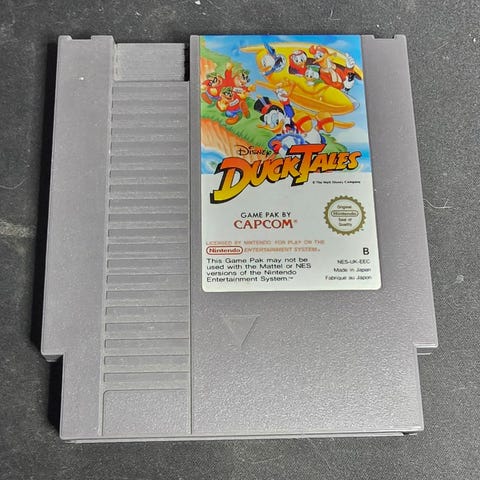 Disney's
DUCKTALES
© The Walt Disney Company
GAME PAK BY
CAPCOM®
Original
Nintendo
Seal of
Quality
LICENSED BY NINTENDO FOR PLAY ON THE
Nintendo ENTERTAINMENT SYSTEM
This Game Pak may not be
used with the Mattel or NES
versions of the Nintendo
Entertainment System.™
B
NES-UK-EEC
Made in Japan
Fabriqué au Japon